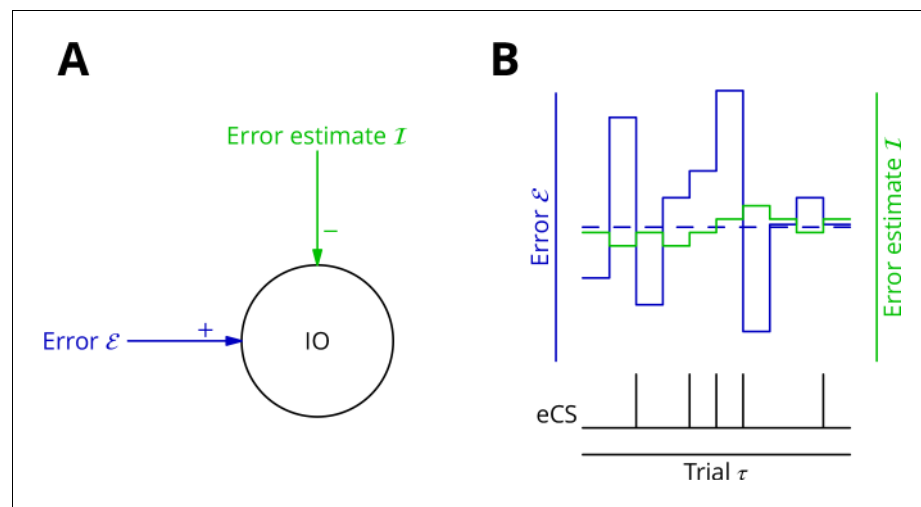 A
Error estimate 𝓘
−
Error 𝓔
+
IO
B
Error 𝓔
Error estimate 𝓘
eCS
Trial τ